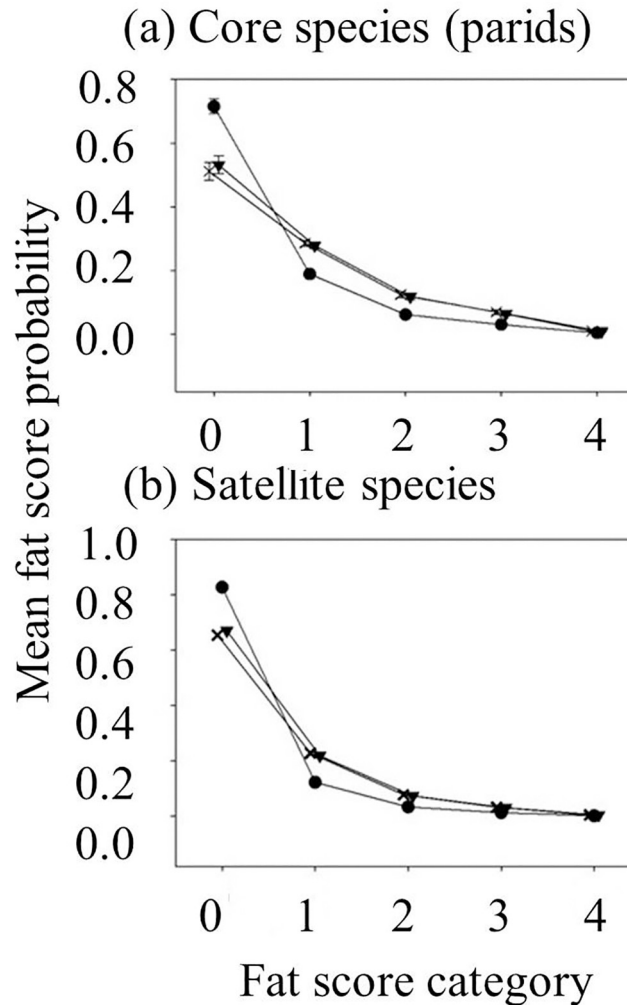 (a) Core species (parids)
0.8
0.6
0.4
0.2
0.0
0 1 2 3 4
(b) Satellite species
1.0
0.8
0.6
0.4
0.2
0.0
0 1 2 3 4
Fat score category
Mean fat score probability